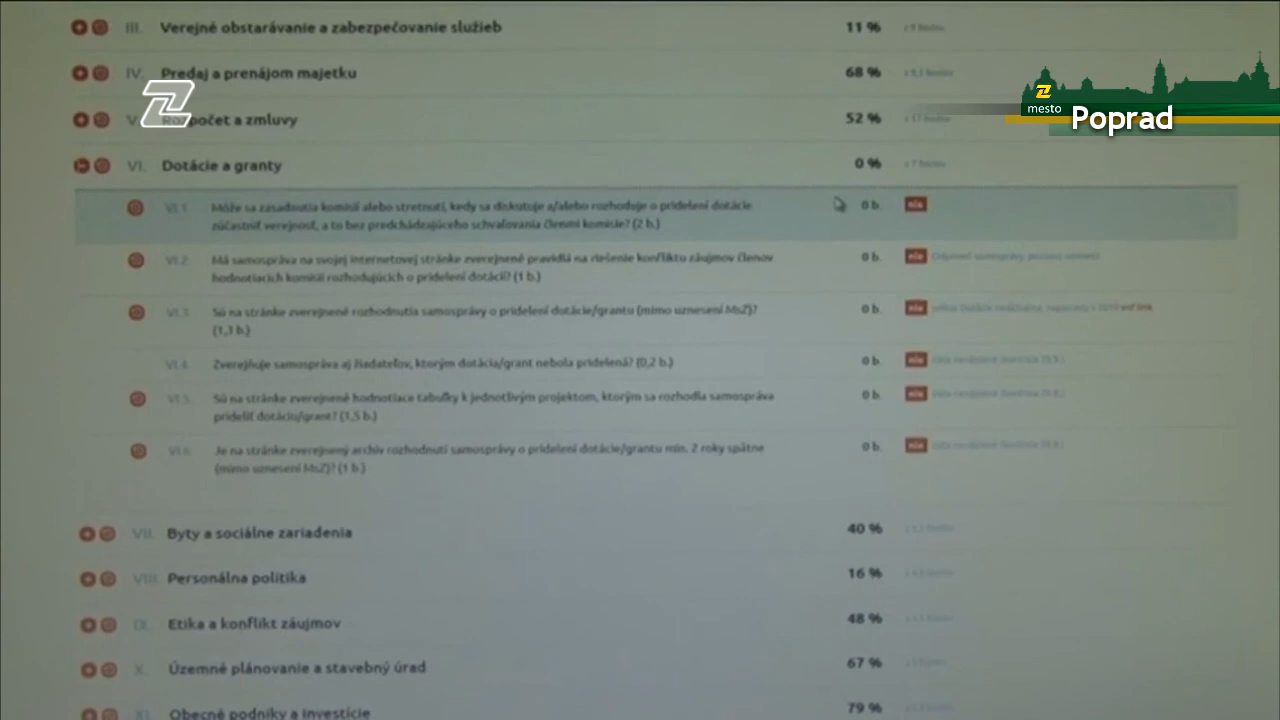 III. Verejné obstarávanie a zabezpečovanie služieb 11 %
IV. Predaj a prenájom majetku 68 %
mesto
Poprad
V. Rozpočet a zmluvy 52 %
VI. Dotácie a granty 0 %
VI.1. Môže sa zasadnutia komisií alebo stretnutí, kedy sa diskutuje a/alebo rozhoduje o pridelení dotácie 0 b. nie
zúčastniť verejnosť, a to bez predchádzajúceho schvaľovania členmi komisie? (2 b.)
VI.2. Má samospráva na svojej internetovej stránke zverejnené pravidlá na riešenie konfliktu záujmov členov 0 b. nie
hodnotiacich komisií rozhodujúcich o pridelení dotácií? (1 b.)
VI.3. Sú na stránke zverejnené rozhodnutia samosprávy o pridelení dotácie/grantu (mimo uznesení MsZ)? 0 b. nie
(1,3 b.)
VI.4. Zverejňuje samospráva aj žiadateľov, ktorým dotácia/grant nebola pridelená? (0,2 b.) 0 b. nie
VI.5. Sú na stránke zverejnené hodnotiace tabuľky k jednotlivým projektom, ktorým sa rozhodla samospráva 0 b. nie
prideliť dotáciu/grant? (1,5 b.)
VI.6. Je na stránke zverejnený archív rozhodnutí samosprávy o pridelení dotácie/grantu min. 2 roky spätne 0 b. nie
(mimo uznesení MsZ)? (1 b.)
VII. Byty a sociálne zariadenia 40 %
VIII. Personálna politika 16 %
IX. Etika a konflikt záujmov 48 %
X. Územné plánovanie a stavebný úrad 67 %
XI. Obecné podniky a investície 79 %